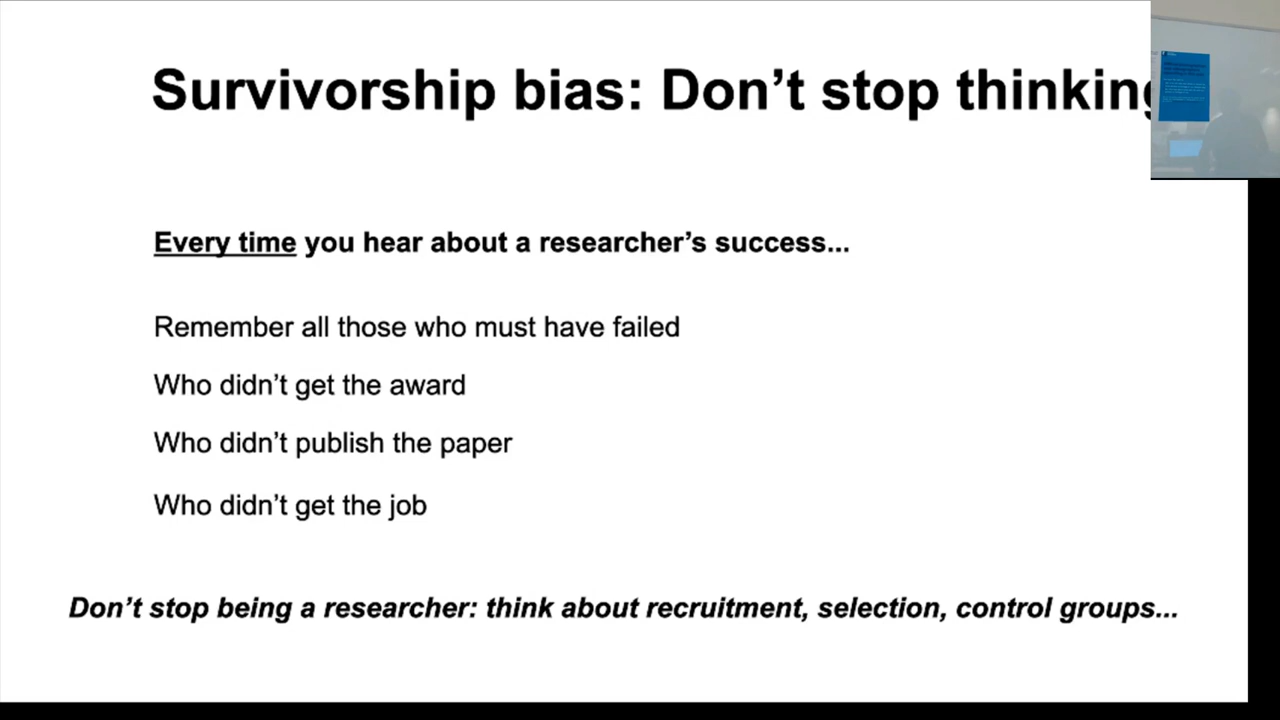 Survivorship bias: Don’t stop thinking
Every time you hear about a researcher’s success...
Remember all those who must have failed
Who didn’t get the award
Who didn’t publish the paper
Who didn’t get the job
Don’t stop being a researcher: think about recruitment, selection, control groups...